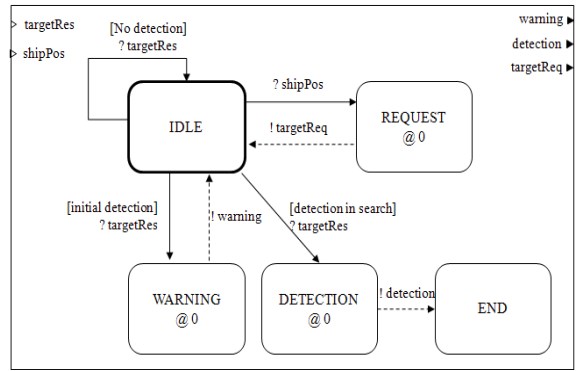 targetRes
shipPos
warning
detection
targetReq
[No detection]
? targetRes
IDLE
? shipPos
REQUEST
@ 0
! targetReq
[initial detection]
? targetRes
! warning
[detection in search]
? targetRes
WARNING
@ 0
DETECTION
@ 0
! detection
END